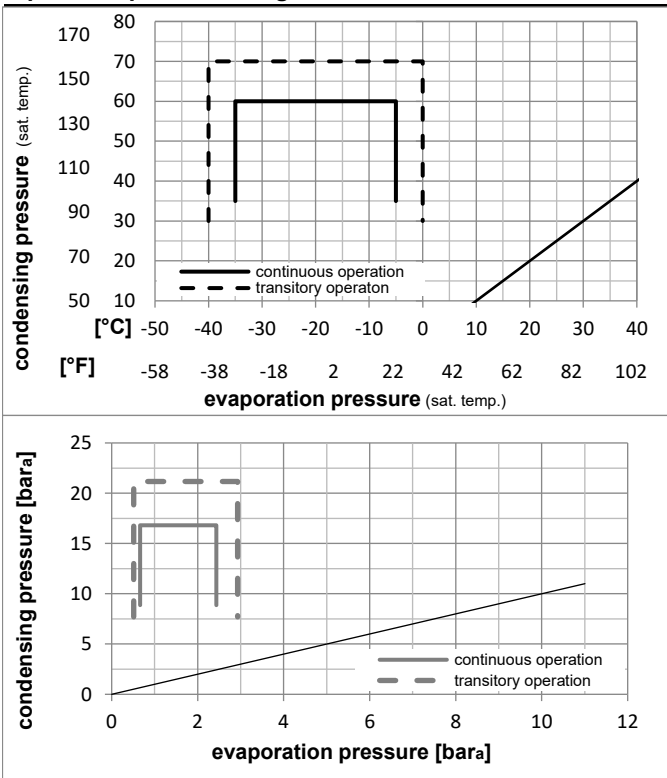 170 80
70
150 60
130 50
110 40
90 30
70 20
50 10
condensing pressure (sat. temp.)
continuous operation
transitory operaton
[°C] -50 -40 -30 -20 -10 0 10 20 30 40
[°F] -58 -38 -18 2 22 42 62 82 102
evaporation pressure (sat. temp.)
25
20
15
10
5
0
condensing pressure [bara]
continuous operation
transitory operation
0 2 4 6 8 10 12
evaporation pressure [bara]